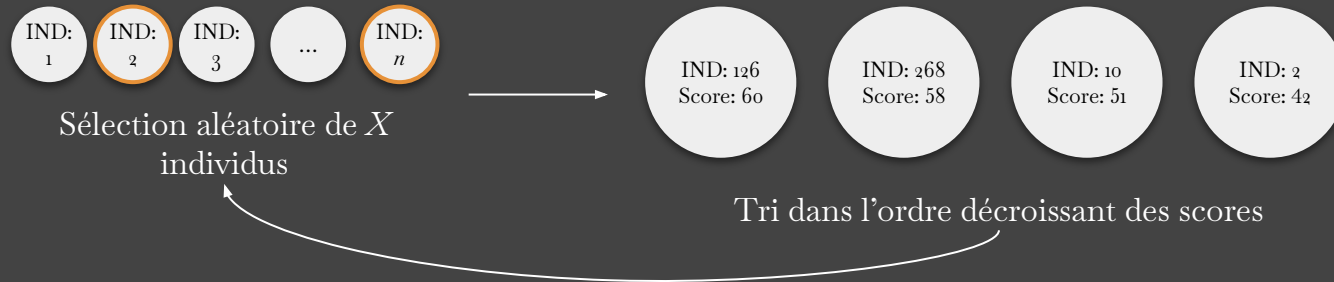 IND:
1
IND:
2
IND:
3
...
IND:
n
Sélection aléatoire de X
individus
IND: 126
Score: 60
IND: 268
Score: 58
IND: 10
Score: 51
IND: 2
Score: 42
Tri dans l'ordre décroissant des scores